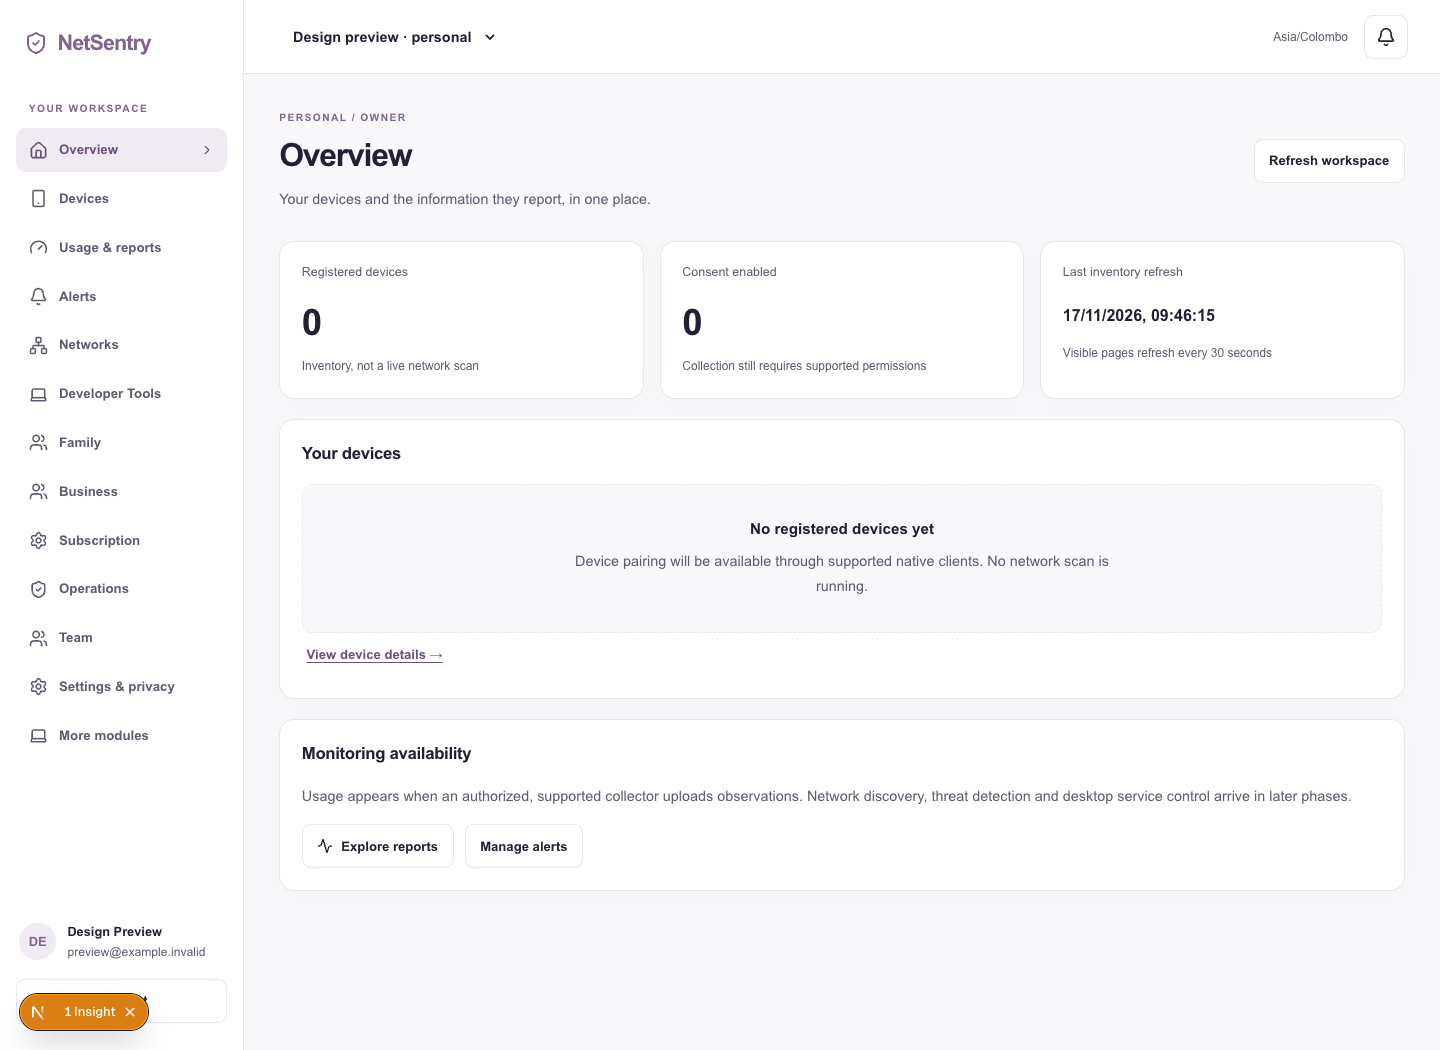 NetSentry
YOUR WORKSPACE
Overview
Devices
Usage & reports
Alerts
Networks
Developer Tools
Family
Business
Subscription
Operations
Team
Settings & privacy
More modules
DE
Design Preview
preview@example.invalid
N
1 Insight
Design preview · personal
Asia/Colombo
PERSONAL / OWNER
Overview
Refresh workspace
Your devices and the information they report, in one place.
Registered devices
0
Inventory, not a live network scan
Consent enabled
0
Collection still requires supported permissions
Last inventory refresh
17/11/2026, 09:46:15
Visible pages refresh every 30 seconds
Your devices
No registered devices yet
Device pairing will be available through supported native clients. No network scan is
running.
View device details →
Monitoring availability
Usage appears when an authorized, supported collector uploads observations. Network discovery, threat detection and desktop service control arrive in later phases.
Explore reports
Manage alerts